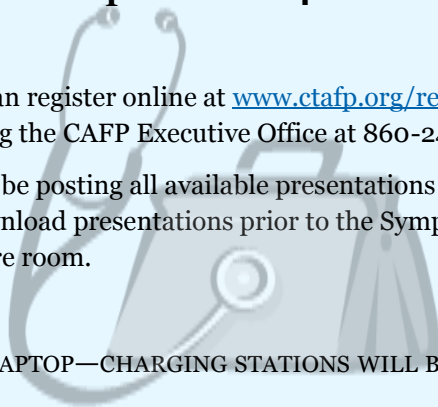 an register online at www.ctafp.org/re
g the CAFP Executive Office at 860-2
be posting all available presentations
nload presentations prior to the Symp
re room.
APTOP—CHARGING STATIONS WILL B